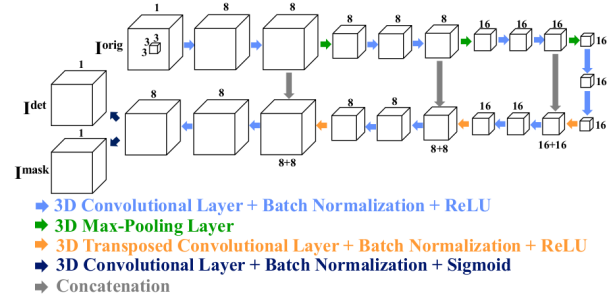 1 8 8 8 8 16 16 16
I^orig 3 3 3 16
16
1
I^det 8 8 8 8 8 16 16 16
1
I^mask 8+8 8+8 16+16
3D Convolutional Layer + Batch Normalization + ReLU
3D Max-Pooling Layer
3D Transposed Convolutional Layer + Batch Normalization + ReLU
3D Convolutional Layer + Batch Normalization + Sigmoid
Concatenation